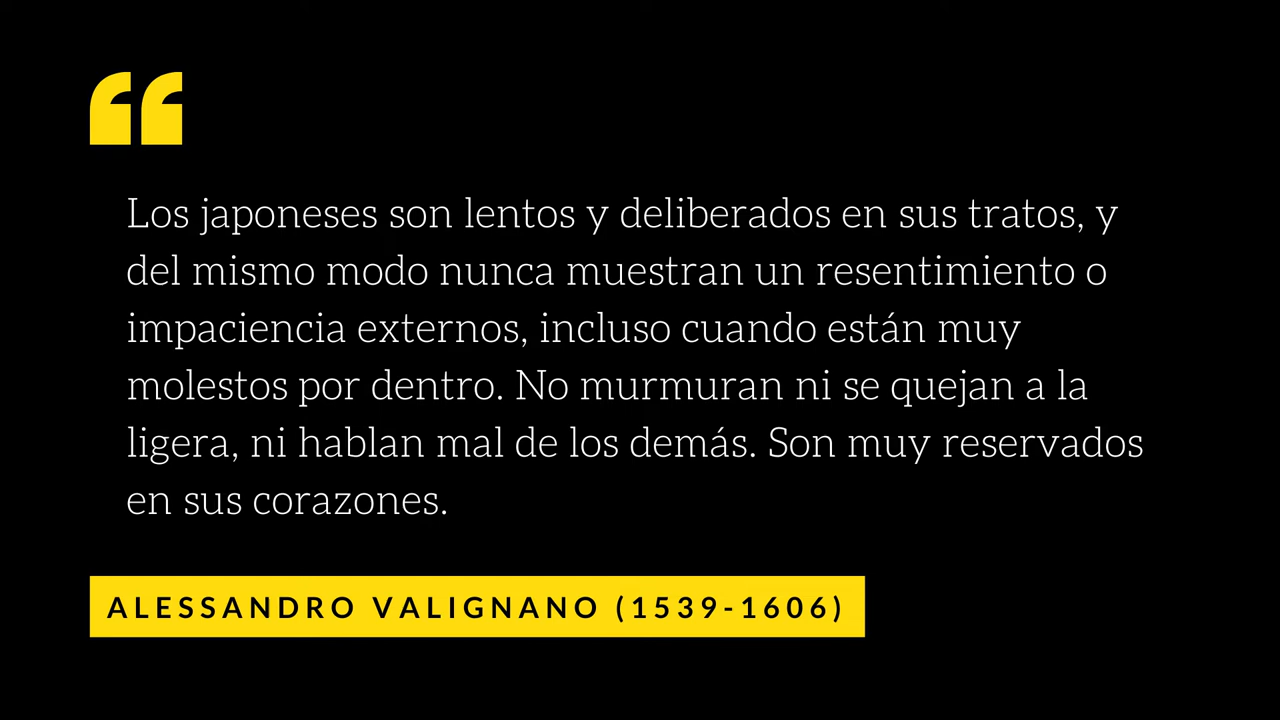 “
Los japoneses son lentos y deliberados en sus tratos, y
del mismo modo nunca muestran un resentimiento o
impaciencia externos, incluso cuando están muy
molestos por dentro. No murmuran ni se quejan a la
ligera, ni hablan mal de los demás. Son muy reservados
en sus corazones.
ALESSANDRO VALIGNANO (1539-1606)